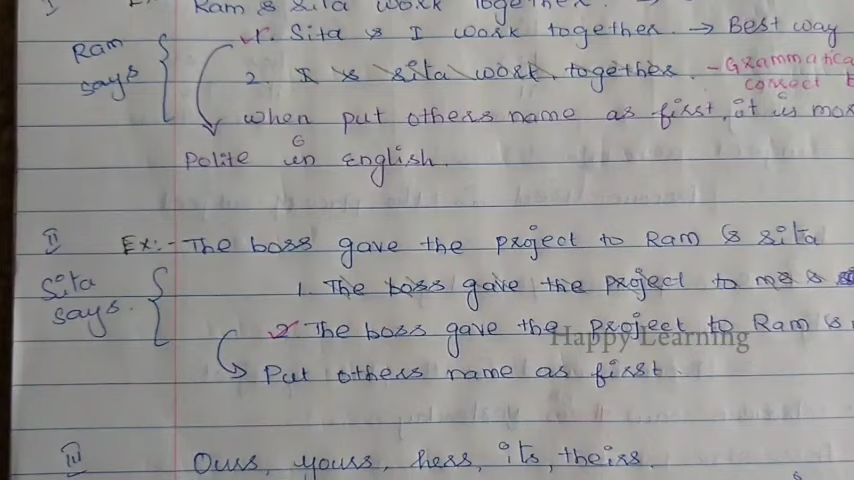 I Ex: Ram & Sita work together. →
Ram says 1. Sita & I work together. → Best way
2. I & Sita work together. - Grammatica
correct
when put others name as first, it is mos
Polite in English.
II Ex:- The boss gave the project to Ram & Sita
Sita says. 1. The boss gave the project to me &
2. The boss gave the project to Ram &
Happy Learning
Put others name as first.
III Ours, yours, hers, its, theirs.